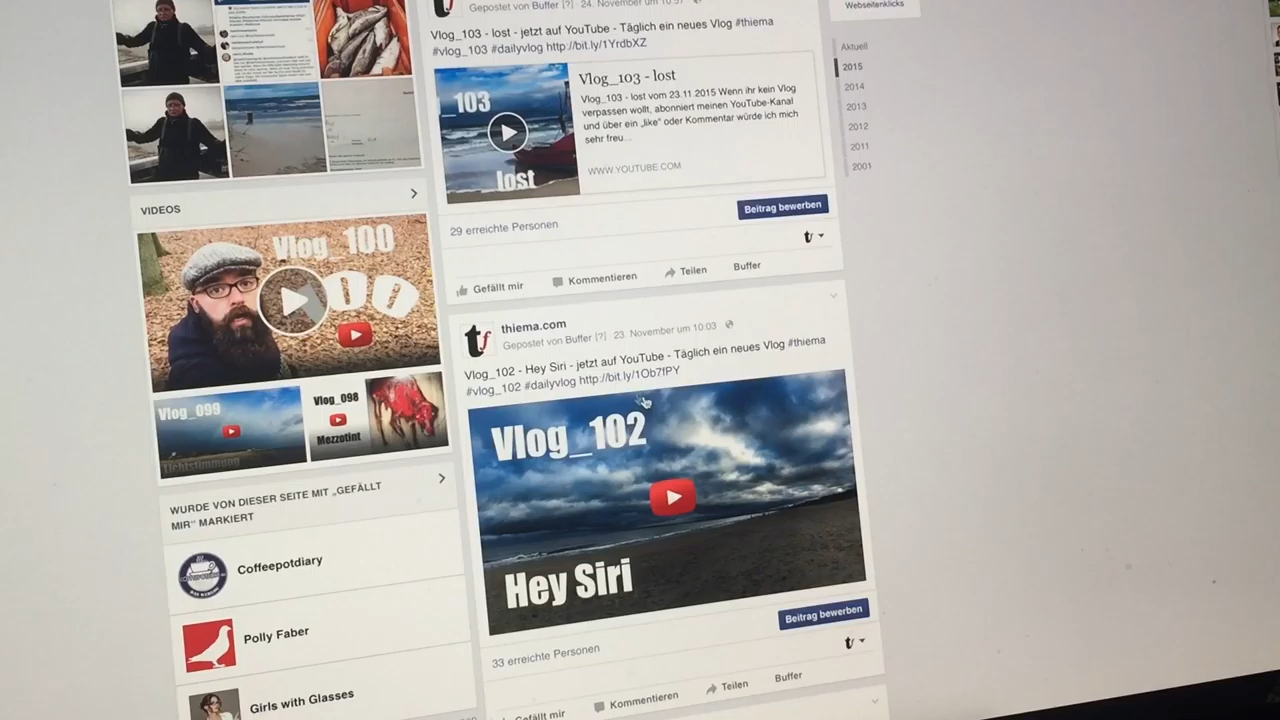 Gepostet von Buffer [?] · 24. November um
Vlog_103 - lost - jetzt auf YouTube - Täglich ein neues Vlog #thiema
#vlog_103 #dailyvlog http://bit.ly/1YrdbXZ
103
lost
Vlog_103 - lost
Vlog_103 - lost vom 23.11 2015 Wenn ihr kein Vlog
verpassen wollt, abonniert meinen YouTube-Kanal
und über ein „like" oder Kommentar würde ich mich
sehr freu...
WWW.YOUTUBE.COM
29 erreichte Personen
Beitrag bewerben
Gefällt mir
Kommentieren
Teilen
Buffer
tf
thiema.com
Gepostet von Buffer [?] · 23. November um 10:03
Vlog_102 - Hey Siri - jetzt auf YouTube - Täglich ein neues Vlog #thiema
#vlog_102 #dailyvlog http://bit.ly/1Ob7fPY
Vlog_102
Hey Siri
Beitrag bewerben
33 erreichte Personen
Gefällt mir
Kommentieren
Teilen
Buffer
VIDEOS
Vlog_100
Vlog_099
Lichtstimmung
Vlog_098
Mezzotint
WURDE VON DIESER SEITE MIT „GEFÄLLT
MIR" MARKIERT
Coffeepotdiary
Polly Faber
Girls with Glasses
Webseitenklicks
Aktuell
2015
2014
2013
2012
2011
2001